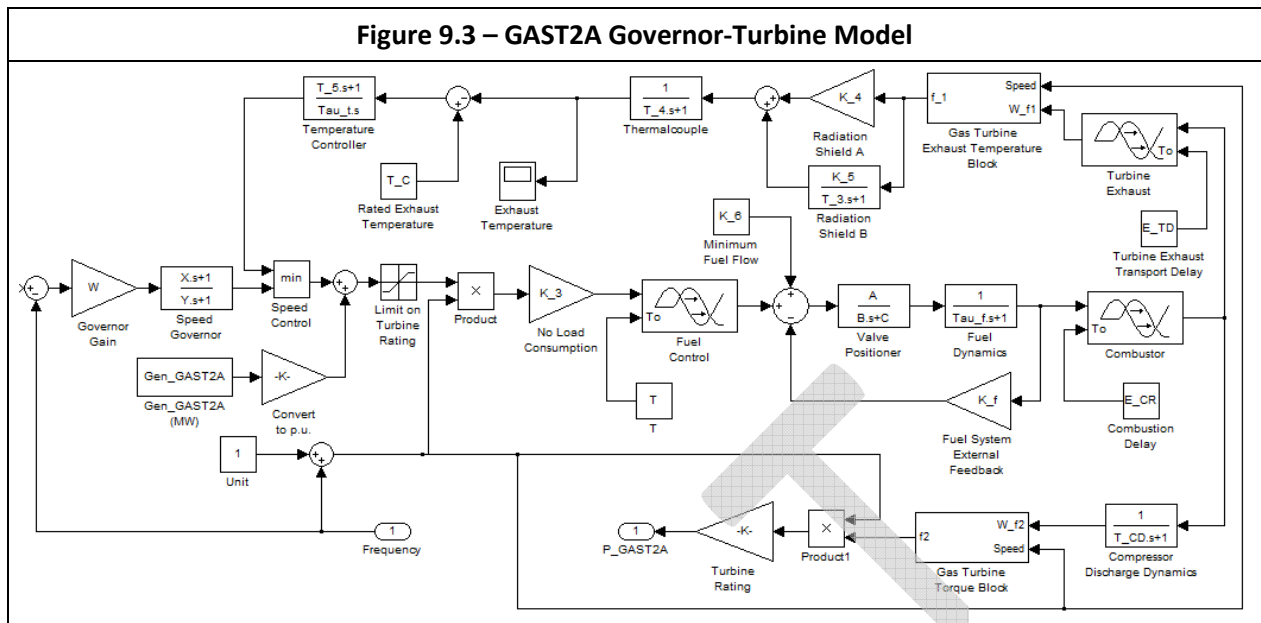 Figure 9.3 – GAST2A Governor-Turbine Model
T_5.s+1
Tau_t.s
Temperature
Controller
+
-
T_C
Rated Exhaust
Temperature
Exhaust
Temperature
1
T_4.s+1
Thermalcouple
+
+
K_4
Radiation
Shield A
K_5
T_3.s+1
Radiation
Shield B
f_1
Speed
W_f1
Gas Turbine
Exhaust Temperature
Block
To
Turbine
Exhaust
E_TD
Turbine Exhaust
Transport Delay
K_6
Minimum
Fuel Flow
-
W
Governor
Gain
X.s+1
Y.s+1
Speed
Governor
min
Speed
Control
+
+
Limit on
Turbine
Rating
×
Product
K_3
No Load
Consumption
To
Fuel
Control
T
T
+
+
-
A
B.s+C
Valve
Positioner
1
Tau_f.s+1
Fuel
Dynamics
To
Combustor
E_CR
Combustion
Delay
K_f
Fuel System
External
Feedback
Gen_GAST2A
Gen_GAST2A
(MW)
-K-
Convert
to p.u.
1
Unit
+
+
1
Frequency
1
P_GAST2A
-K-
Turbine
Rating
×
Product1
f2
W_f2
Speed
Gas Turbine
Torque Block
1
T_CD.s+1
Compressor
Discharge Dynamics